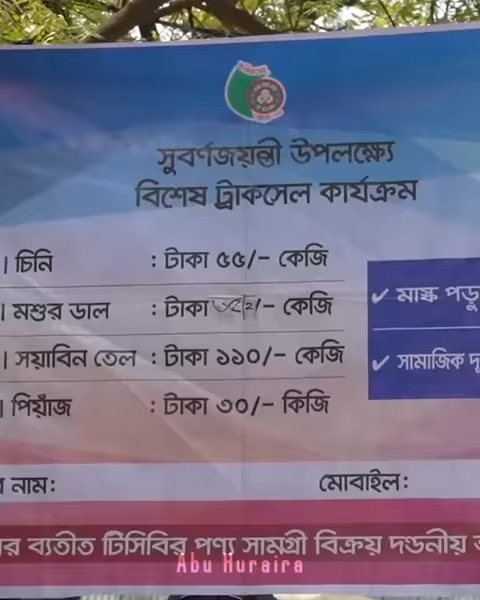 সুবর্ণজয়ন্তী উপলক্ষ্যে
বিশেষ ট্রাকসেল কার্যক্রম
। চিনি : টাকা ৫৫/- কেজি
। মশুর ডাল : টাকা /- কেজি
। সয়াবিন তেল : টাকা ১১০/- কেজি
। পিয়াঁজ : টাকা ৩০/- কিজি
✓ মাস্ক পড়ু
✓ সামাজিক দূ
নাম: মোবাইল:
ব্যতীত টিসিবির পণ্য সামগ্রী বিক্রয় দন্ডনীয়
Abu Huraira